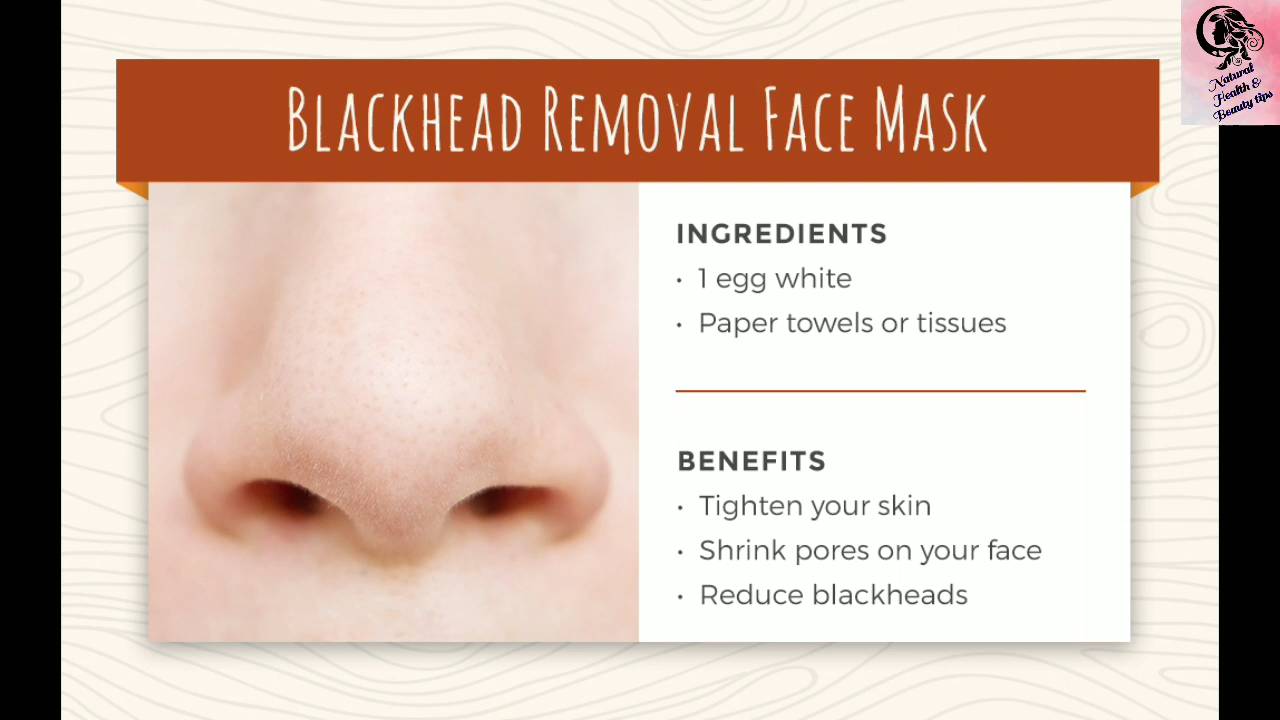 Blackhead Removal Face Mask
INGREDIENTS
• 1 egg white
• Paper towels or tissues
BENEFITS
• Tighten your skin
• Shrink pores on your face
• Reduce blackheads
Natural
Health &
Beauty tips